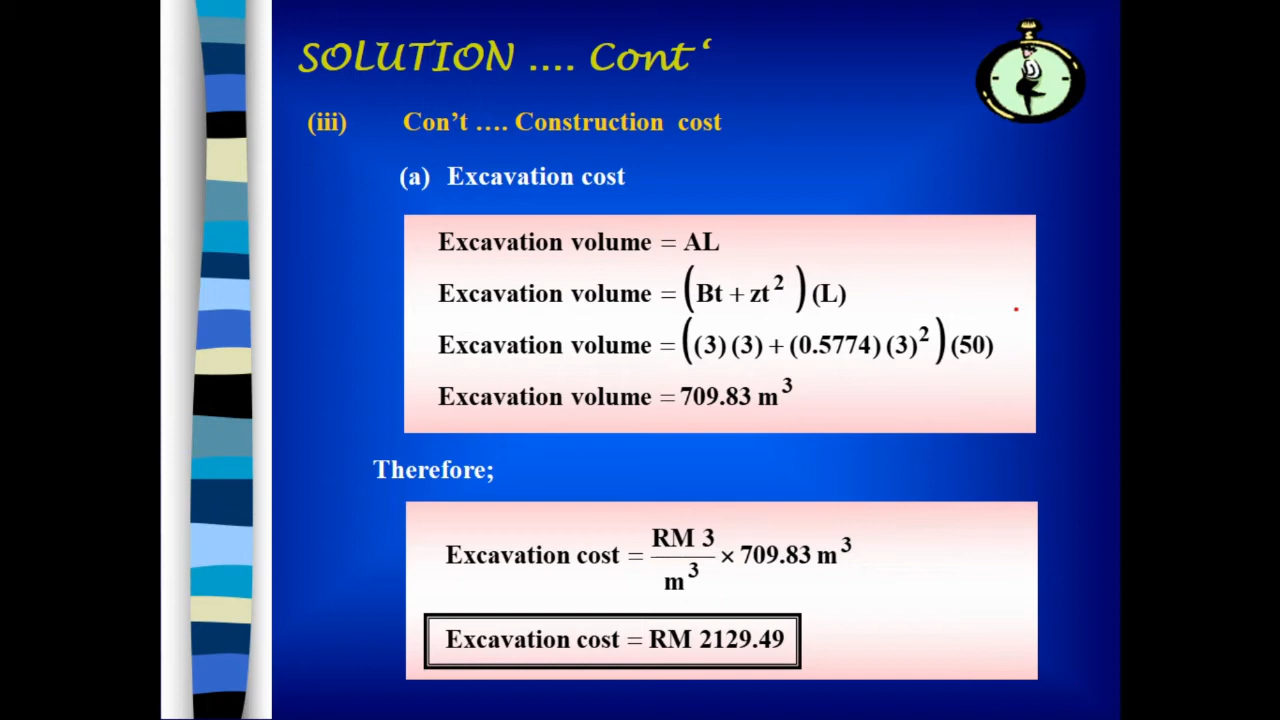 SOLUTION .... Cont‘
(iii) Con’t .... Construction cost
(a) Excavation cost
Excavation volume = AL
Excavation volume = (Bt + zt²)(L)
Excavation volume = ((3)(3) + (0.5774)(3)²)(50)
Excavation volume = 709.83 m³
Therefore;
Excavation cost = RM 3 / m³ × 709.83 m³
Excavation cost = RM 2129.49